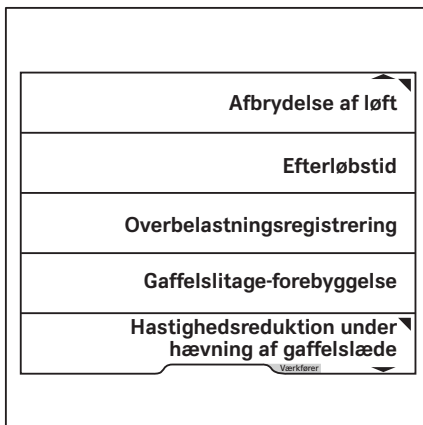 Afbrydelse af løft
Efterløbstid
Overbelastningsregistrering
Gaffelslitage-forebyggelse
Hastighedsreduktion under
hævning af gaffelslæde
Værkfører